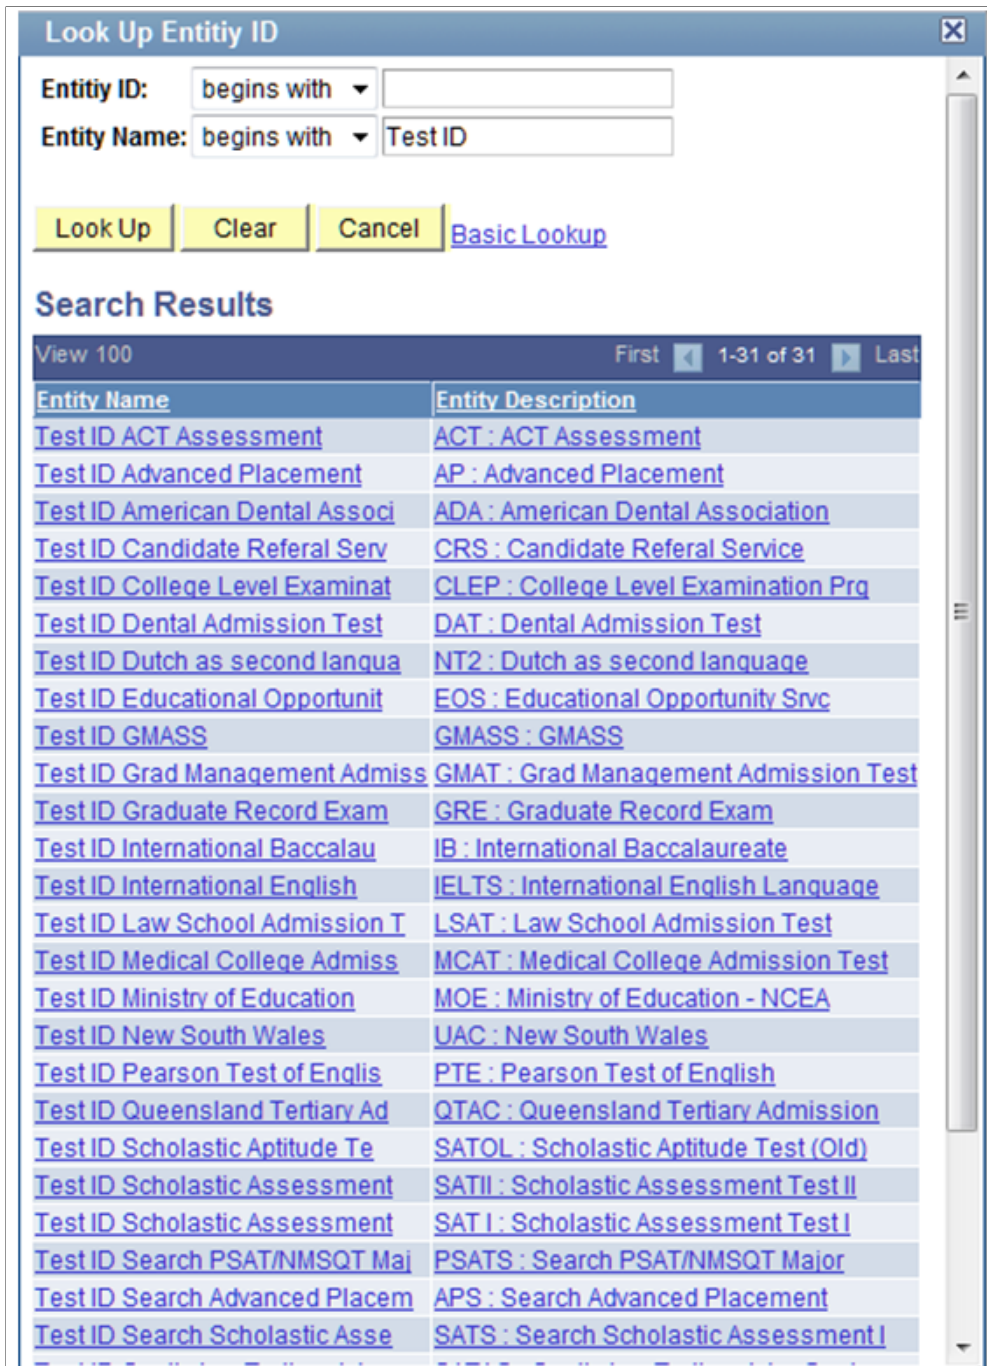 Look Up Entitiy ID
Entitiy ID: begins with
Entity Name: begins with Test ID
Look Up Clear Cancel Basic Lookup
Search Results
View 100 First 1-31 of 31 Last
Entity Name Entity Description
Test ID ACT Assessment ACT : ACT Assessment
Test ID Advanced Placement AP : Advanced Placement
Test ID American Dental Associ ADA : American Dental Association
Test ID Candidate Referal Serv CRS : Candidate Referal Service
Test ID College Level Examinat CLEP : College Level Examination Prg
Test ID Dental Admission Test DAT : Dental Admission Test
Test ID Dutch as second langua NT2 : Dutch as second language
Test ID Educational Opportunit EOS : Educational Opportunity Srvc
Test ID GMASS GMASS : GMASS
Test ID Grad Management Admiss GMAT : Grad Management Admission Test
Test ID Graduate Record Exam GRE : Graduate Record Exam
Test ID International Baccalau IB : International Baccalaureate
Test ID International English IELTS : International English Language
Test ID Law School Admission T LSAT : Law School Admission Test
Test ID Medical College Admiss MCAT : Medical College Admission Test
Test ID Ministry of Education MOE : Ministry of Education - NCEA
Test ID New South Wales UAC : New South Wales
Test ID Pearson Test of Englis PTE : Pearson Test of English
Test ID Queensland Tertiary Ad QTAC : Queensland Tertiary Admission
Test ID Scholastic Aptitude Te SATOL : Scholastic Aptitude Test (Old)
Test ID Scholastic Assessment SATII : Scholastic Assessment Test II
Test ID Scholastic Assessment SAT I : Scholastic Assessment Test I
Test ID Search PSAT/NMSQT Maj PSATS : Search PSAT/NMSQT Major
Test ID Search Advanced Placem APS : Search Advanced Placement
Test ID Search Scholastic Asse SATS : Search Scholastic Assessment I